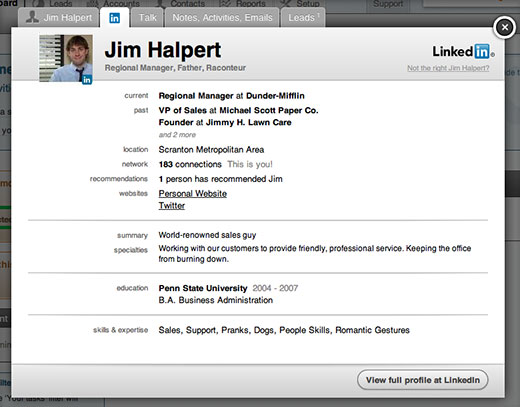 Leads Accounts Contacts Reports Setup Support
Jim Halpert in Talk Notes, Activities, Emails Leads 1
Jim Halpert
Regional Manager, Father, Raconteur
Linked in®
Not the right Jim Halpert?
in
current Regional Manager at Dunder-Mifflin
past VP of Sales at Michael Scott Paper Co.
Founder at Jimmy H. Lawn Care
and 2 more
location Scranton Metropolitan Area
network 183 connections This is you!
recommendations 1 person has recommended Jim
websites Personal Website
Twitter
summary World-renowned sales guy
specialties Working with our customers to provide friendly, professional service. Keeping the office
from burning down.
education Penn State University 2004 - 2007
B.A. Business Administration
skills & expertise Sales, Support, Pranks, Dogs, People Skills, Romantic Gestures
View full profile at LinkedIn